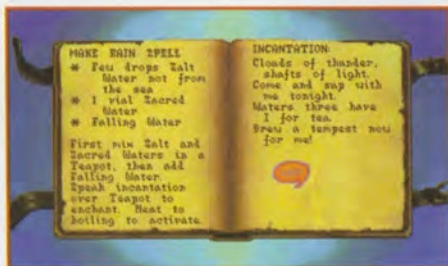 MAKE RAIN SPELL
* Few drops Salt
Water not from
the sea
* 1 vial Sacred
Water
* Falling Water
First mix Salt and
Sacred Waters in a
Teapot, then add
Falling Water.
Speak incantation
over Teapot to
enchant. Heat to
boiling to activate.
INCANTATION:
Clouds of thunder,
shafts of light.
Come and sup with
me tonight.
Waters three have
I for tea.
Brew a tempest now
for me!